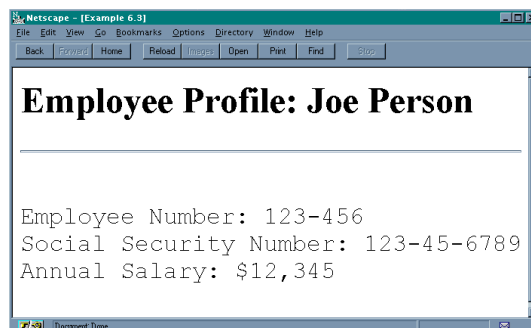 Netscape - [Example 6.3]
File Edit View Go Bookmarks Options Directory Window Help
Back Forward Home Reload Images Open Print Find Stop
Employee Profile: Joe Person
Employee Number: 123-456
Social Security Number: 123-45-6789
Annual Salary: $12,345
Document: Done